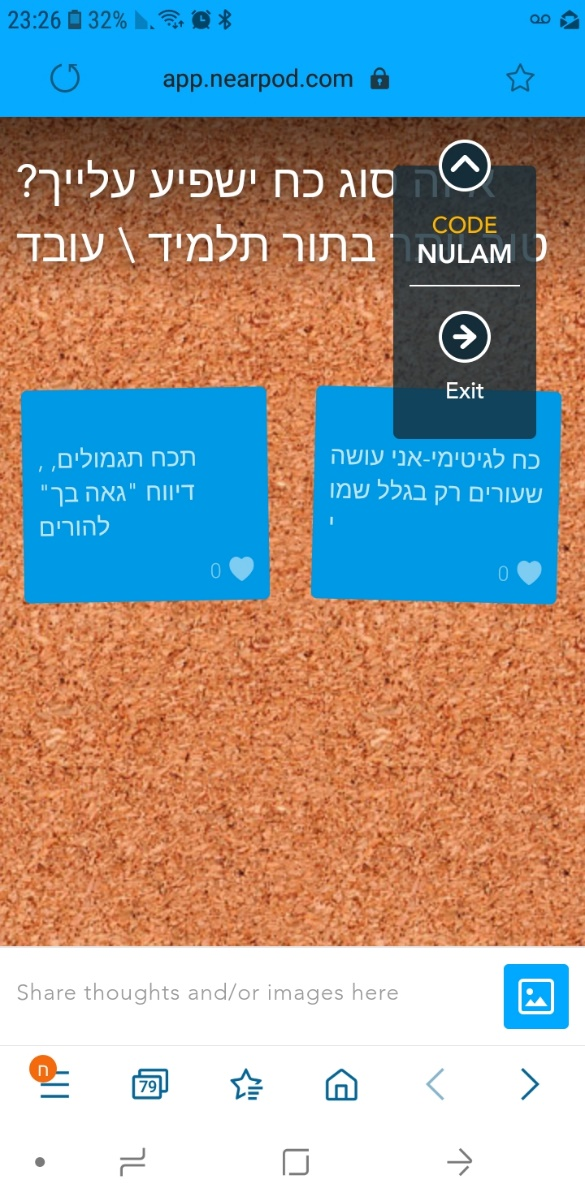 23:26 32%
app.nearpod.com
סוג כח ישפיע עלייך?
בתור תלמיד \ עובד
CODE
NULAM
Exit
כח לגיטימי-אני עושה
שעורים רק בגלל שמו
י
0
תכח תגמולים, ,
דיווח "גאה בך"
להורים
0
Share thoughts and/or images here
n
79